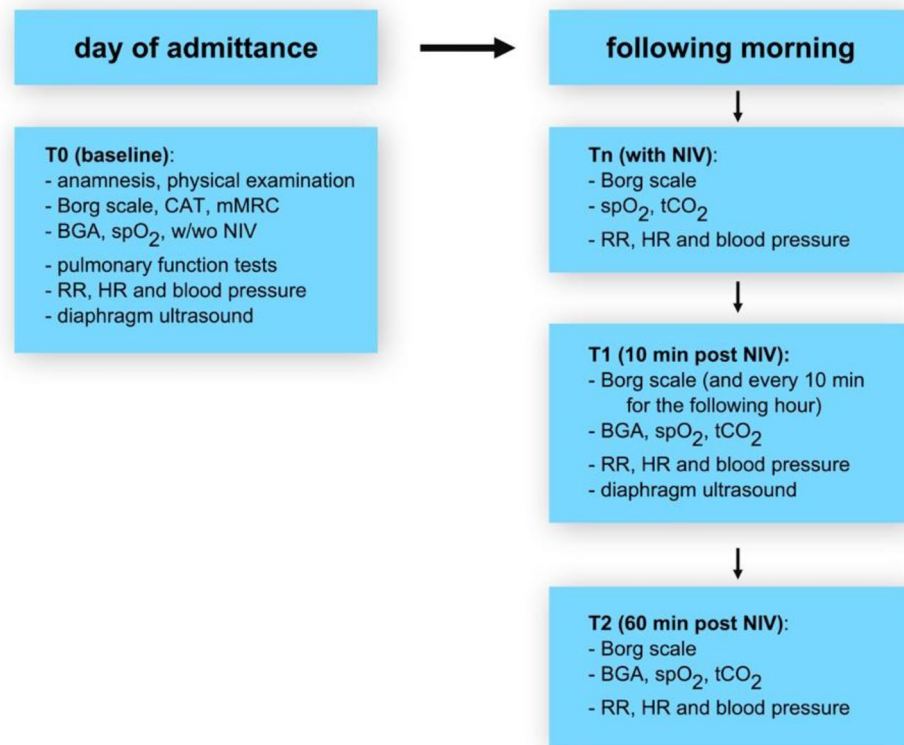 day of admittance
following morning
T0 (baseline):
- anamnesis, physical examination
- Borg scale, CAT, mMRC
- BGA, spO₂, w/wo NIV
- pulmonary function tests
- RR, HR and blood pressure
- diaphragm ultrasound
Tn (with NIV):
- Borg scale
- spO₂, tCO₂
- RR, HR and blood pressure
T1 (10 min post NIV):
- Borg scale (and every 10 min
for the following hour)
- BGA, spO₂, tCO₂
- RR, HR and blood pressure
- diaphragm ultrasound
T2 (60 min post NIV):
- Borg scale
- BGA, spO₂, tCO₂
- RR, HR and blood pressure